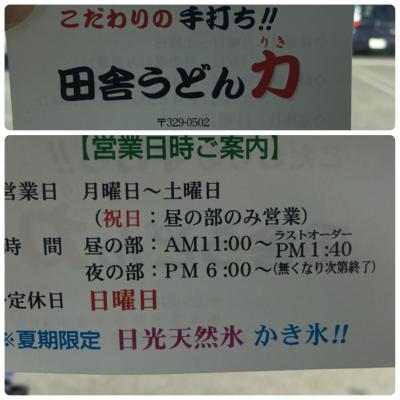 こだわりの手打ち!!
りき
田舎うどん力
〒329-0502
【営業日時ご案内】
営業日 月曜日～土曜日
(祝日：昼の部のみ営業)
時間 昼の部：AM11:00～ラストオーダーPM1:40
夜の部：PM6:00～(無くなり次第終了)
定休日 日曜日
※夏期限定 日光天然氷 かき氷!!